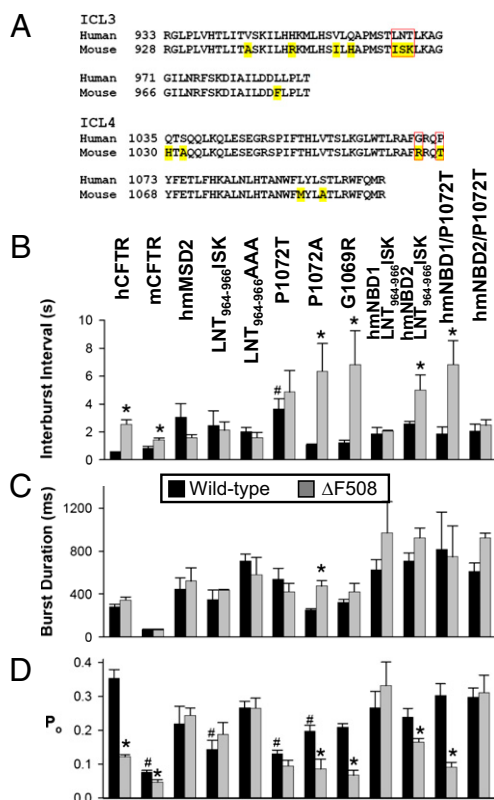 A
ICL3
Human 933 RGLPLVHTLITVSKILHHKMLHSVLQAPMSTLNTLKAG
Mouse 928 RGLPLVHTLITASKILHRKMLHSILHAPMSTISKLKAG
Human 971 GILNRFSKDIAILDDLLPLT
Mouse 966 GILNRFSKDIAILDDFLPLT
ICL4
Human 1035 QTSQQLKQLESEGRSPIFTHLVTSLKGLWTLRAFGRQP
Mouse 1030 HTAQQLKQLESEGRSPIFTHLVTSLKGLWTLRAFRRQT
Human 1073 YFETLFHKALNLHTANWFLYLSTLRWFQMR
Mouse 1068 YFETLFHKALNLHTANWFMYLATLRWFQMR
B
hCFTR
mCFTR
hmMSD2
LNT964-966ISK
LNT964-966AAA
P1072T
P1072A
G1069R
hmNBD1
LNT964-966ISK
hmNBD2
LNT964-966ISK
hmNBD1/P1072T
hmNBD2/P1072T
Interburst Interval (s)
10
8
6
4
2
0
* * # * * * *
C
Wild-type ΔF508
Burst Duration (ms)
1200
800
400
0
*
D
Po
0.4
0.3
0.2
0.1
0.0
* # * # # # * * * *